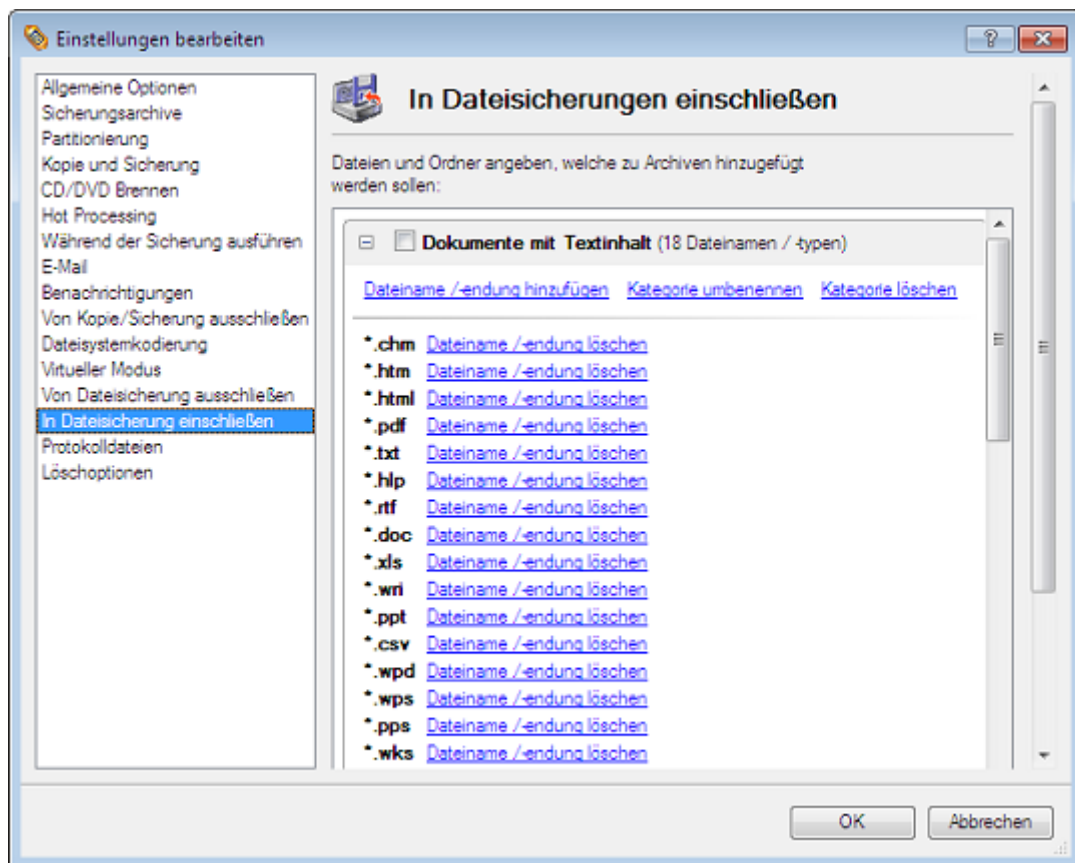 Einstellungen bearbeiten
Allgemeine Optionen
Sicherungsarchive
Partitionierung
Kopie und Sicherung
CD/DVD Brennen
Hot Processing
Während der Sicherung ausführen
E-Mail
Benachrichtigungen
Von Kopie/Sicherung ausschließen
Dateisystemkodierung
Virtueller Modus
Von Dateisicherung ausschließen
In Dateisicherung einschließen
Protokolldateien
Löschoptionen
In Dateisicherungen einschließen
Dateien und Ordner angeben, welche zu Archiven hinzugefügt
werden sollen:
Dokumente mit Textinhalt (18 Dateinamen / -typen)
Dateiname /-endung hinzufügen Kategorie umbenennen Kategorie löschen
*.chm Dateiname /-endung löschen
*.htm Dateiname /-endung löschen
*.html Dateiname /-endung löschen
*.pdf Dateiname /-endung löschen
*.txt Dateiname /-endung löschen
*.hlp Dateiname /-endung löschen
*.rtf Dateiname /-endung löschen
*.doc Dateiname /-endung löschen
*.xls Dateiname /-endung löschen
*.wri Dateiname /-endung löschen
*.ppt Dateiname /-endung löschen
*.csv Dateiname /-endung löschen
*.wpd Dateiname /-endung löschen
*.wps Dateiname /-endung löschen
*.pps Dateiname /-endung löschen
*.wks Dateiname /-endung löschen
OK Abbrechen